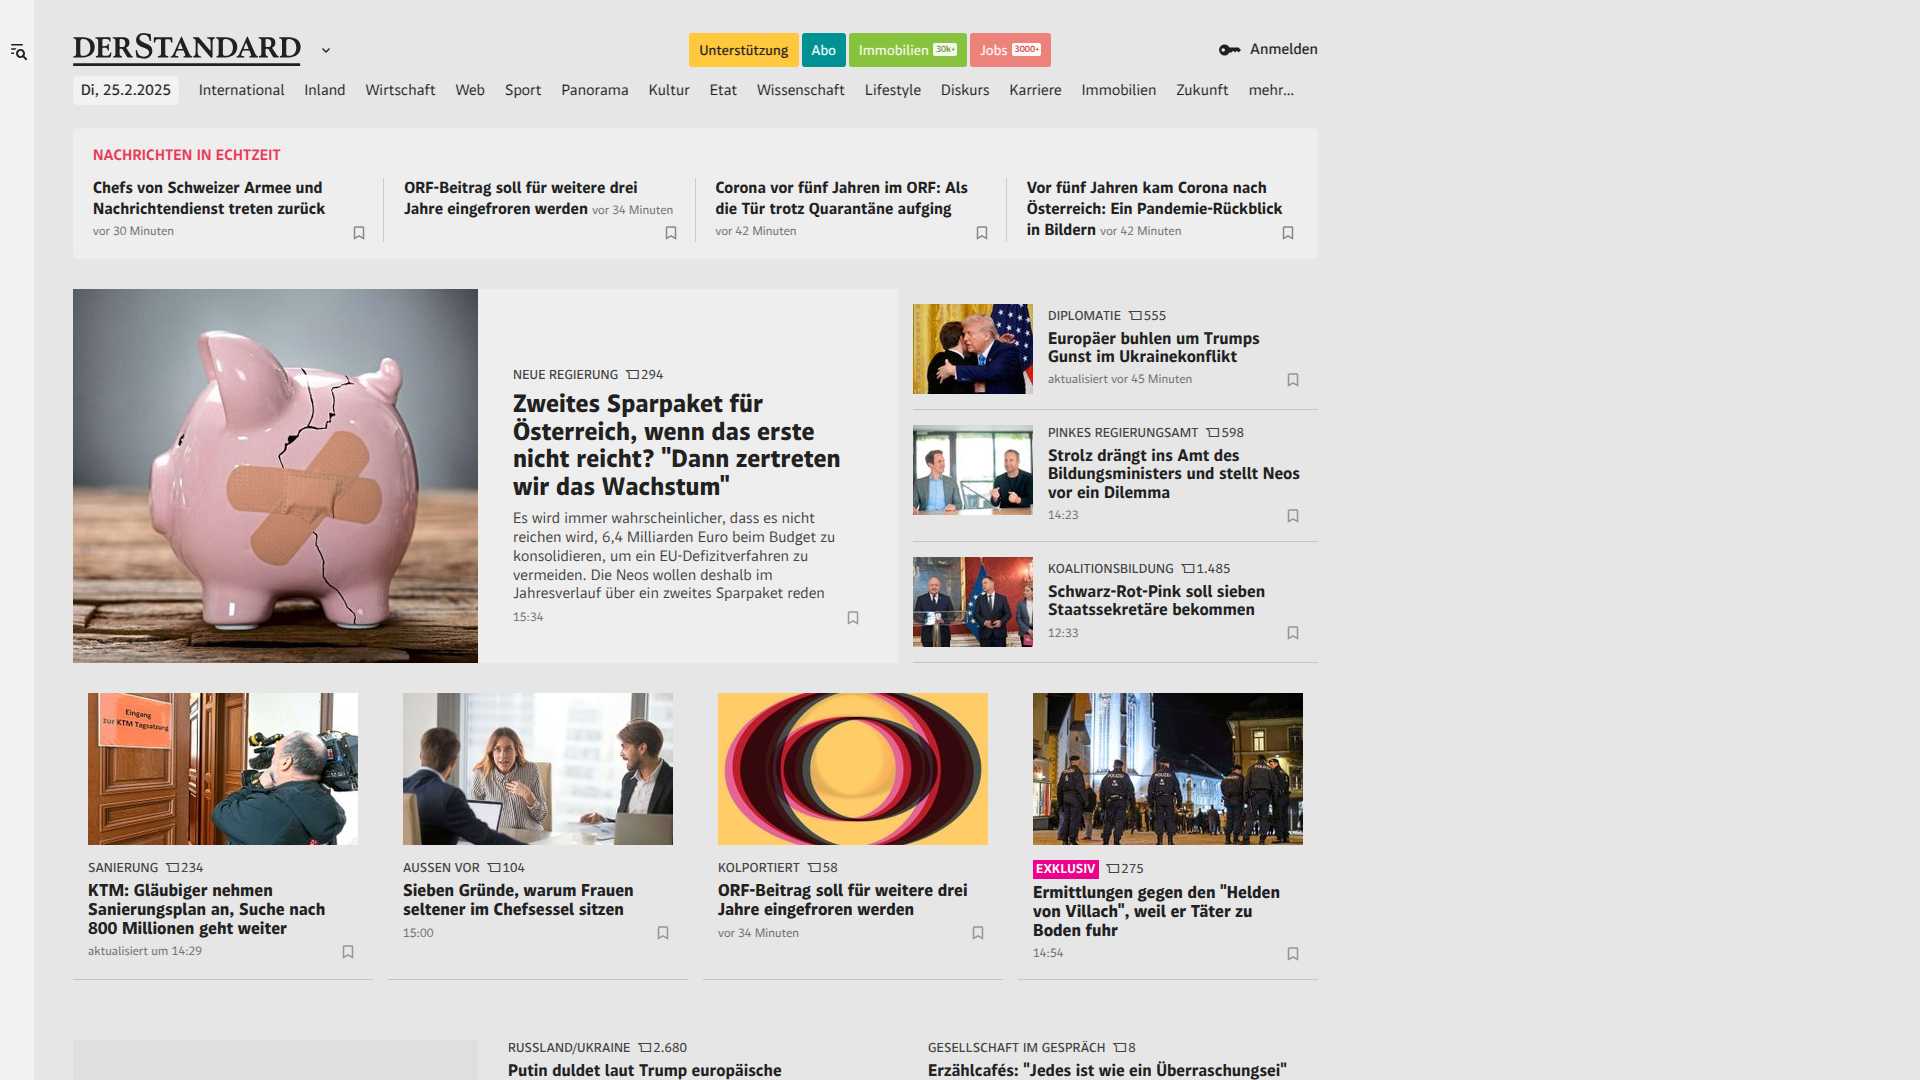 DERSTANDARD
Unterstützung
Abo
Immobilien 30k+
Jobs 3000+
Anmelden
Di, 25.2.2025
International
Inland
Wirtschaft
Web
Sport
Panorama
Kultur
Etat
Wissenschaft
Lifestyle
Diskurs
Karriere
Immobilien
Zukunft
mehr...
NACHRICHTEN IN ECHTZEIT
Chefs von Schweizer Armee und
Nachrichtendienst treten zurück
vor 30 Minuten
ORF-Beitrag soll für weitere drei
Jahre eingefroren werden vor 34 Minuten
Corona vor fünf Jahren im ORF: Als
die Tür trotz Quarantäne aufging
vor 42 Minuten
Vor fünf Jahren kam Corona nach
Österreich: Ein Pandemie-Rückblick
in Bildern vor 42 Minuten
NEUE REGIERUNG 294
Zweites Sparpaket für
Österreich, wenn das erste
nicht reicht? "Dann zertreten
wir das Wachstum"
Es wird immer wahrscheinlicher, dass es nicht
reichen wird, 6,4 Milliarden Euro beim Budget zu
konsolidieren, um ein EU-Defizitverfahren zu
vermeiden. Die Neos wollen deshalb im
Jahresverlauf über ein zweites Sparpaket reden
15:34
DIPLOMATIE 555
Europäer buhlen um Trumps
Gunst im Ukrainekonflikt
aktualisiert vor 45 Minuten
PINKES REGIERUNGSAMT 598
Strolz drängt ins Amt des
Bildungsministers und stellt Neos
vor ein Dilemma
14:23
KOALITIONSBILDUNG 1.485
Schwarz-Rot-Pink soll sieben
Staatssekretäre bekommen
12:33
Eingang
zur KTM Tagsatzung
SANIERUNG 234
KTM: Gläubiger nehmen
Sanierungsplan an, Suche nach
800 Millionen geht weiter
aktualisiert um 14:29
AUSSEN VOR 104
Sieben Gründe, warum Frauen
seltener im Chefsessel sitzen
15:00
KOLPORTIERT 58
ORF-Beitrag soll für weitere drei
Jahre eingefroren werden
vor 34 Minuten
POLIZEI
POLIZEI
POLIZEI
EXKLUSIV 275
Ermittlungen gegen den "Helden
von Villach", weil er Täter zu
Boden fuhr
14:54
RUSSLAND/UKRAINE 2.680
Putin duldet laut Trump europäische
GESELLSCHAFT IM GESPRÄCH 8
Erzählcafés: "Jedes ist wie ein Überraschungsei"